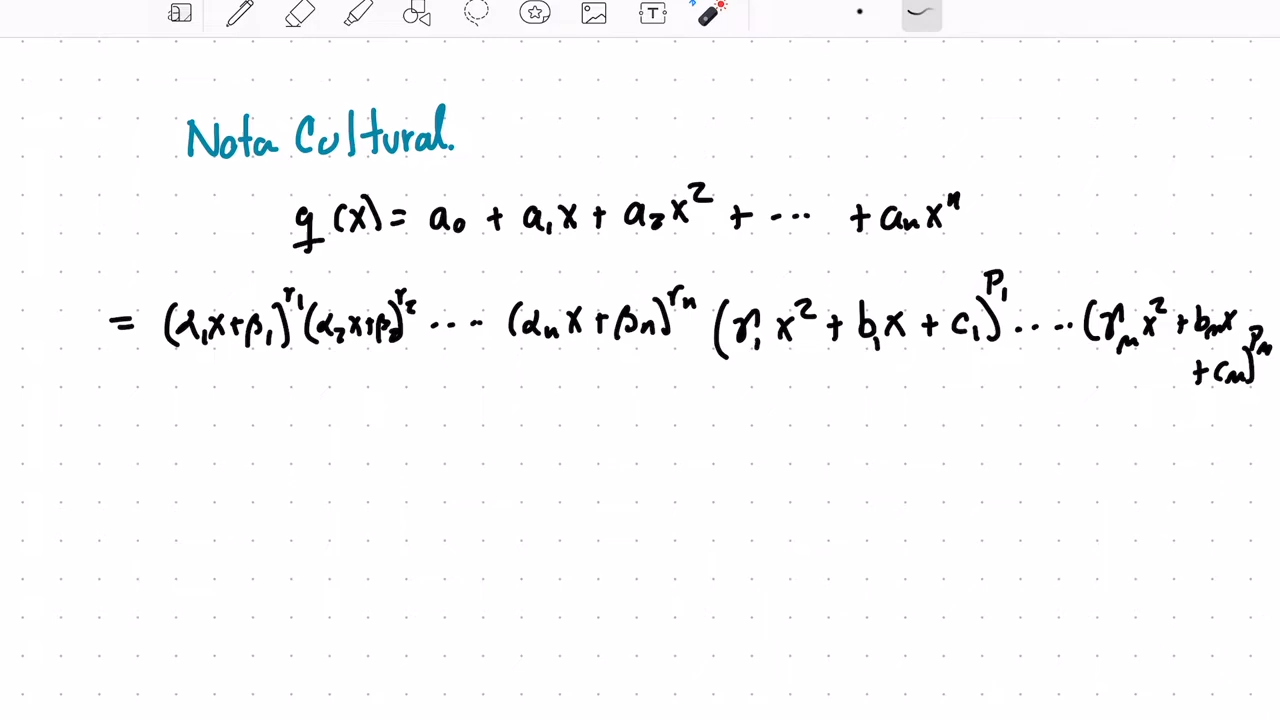 Nota Cultural.
q(x) = a₀ + a₁x + a₂x² + ... + aₙxⁿ
= (α₁x+β₁)^r₁ (α₂x+β₂)^r₂ .... (αₙx+βₙ)^rₙ (γ₁x² + b₁x + c₁)^P₁ .... (γₘx² + bₘx
+ cₘ)^Pₘ